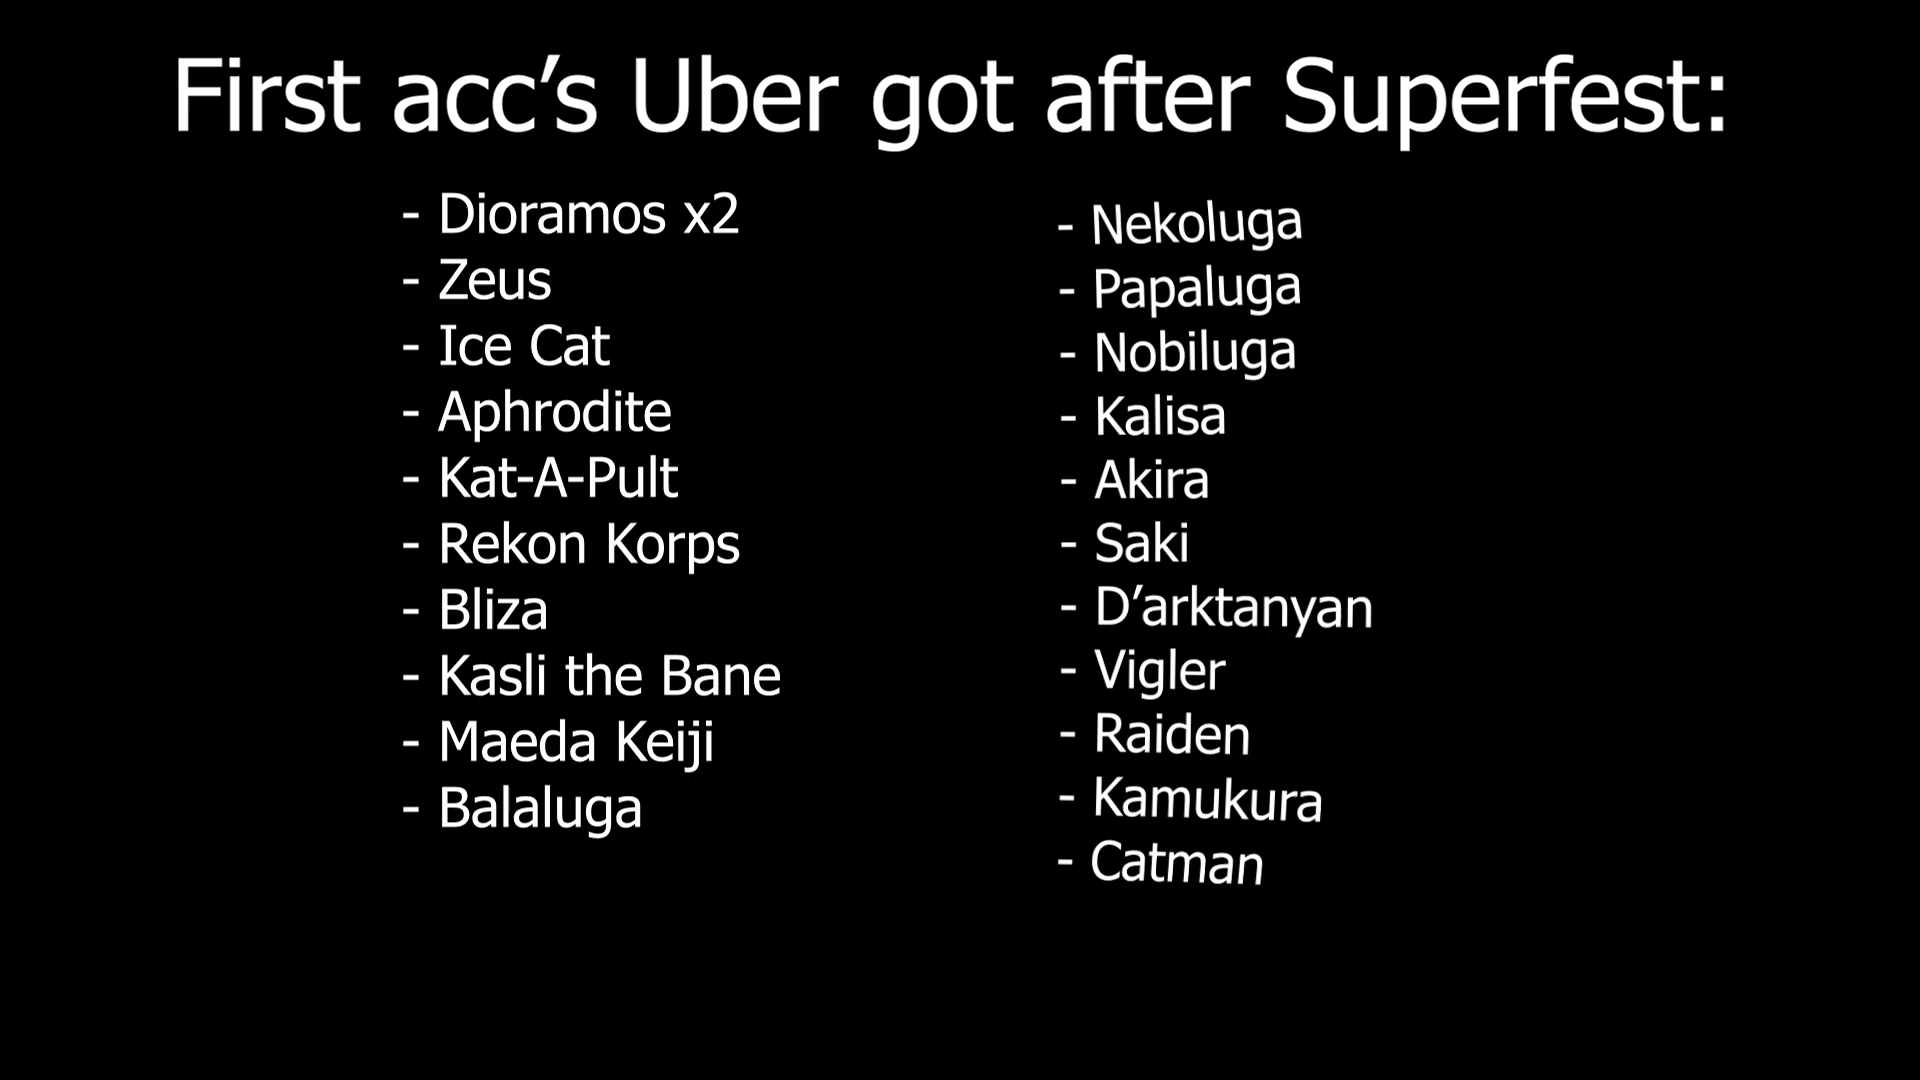 First acc’s Uber got after Superfest:
- Dioramos x2
- Zeus
- Ice Cat
- Aphrodite
- Kat-A-Pult
- Rekon Korps
- Bliza
- Kasli the Bane
- Maeda Keiji
- Balaluga
- Nekoluga
- Papaluga
- Nobiluga
- Kalisa
- Akira
- Saki
- D’arktanyan
- Vigler
- Raiden
- Kamukura
- Catman